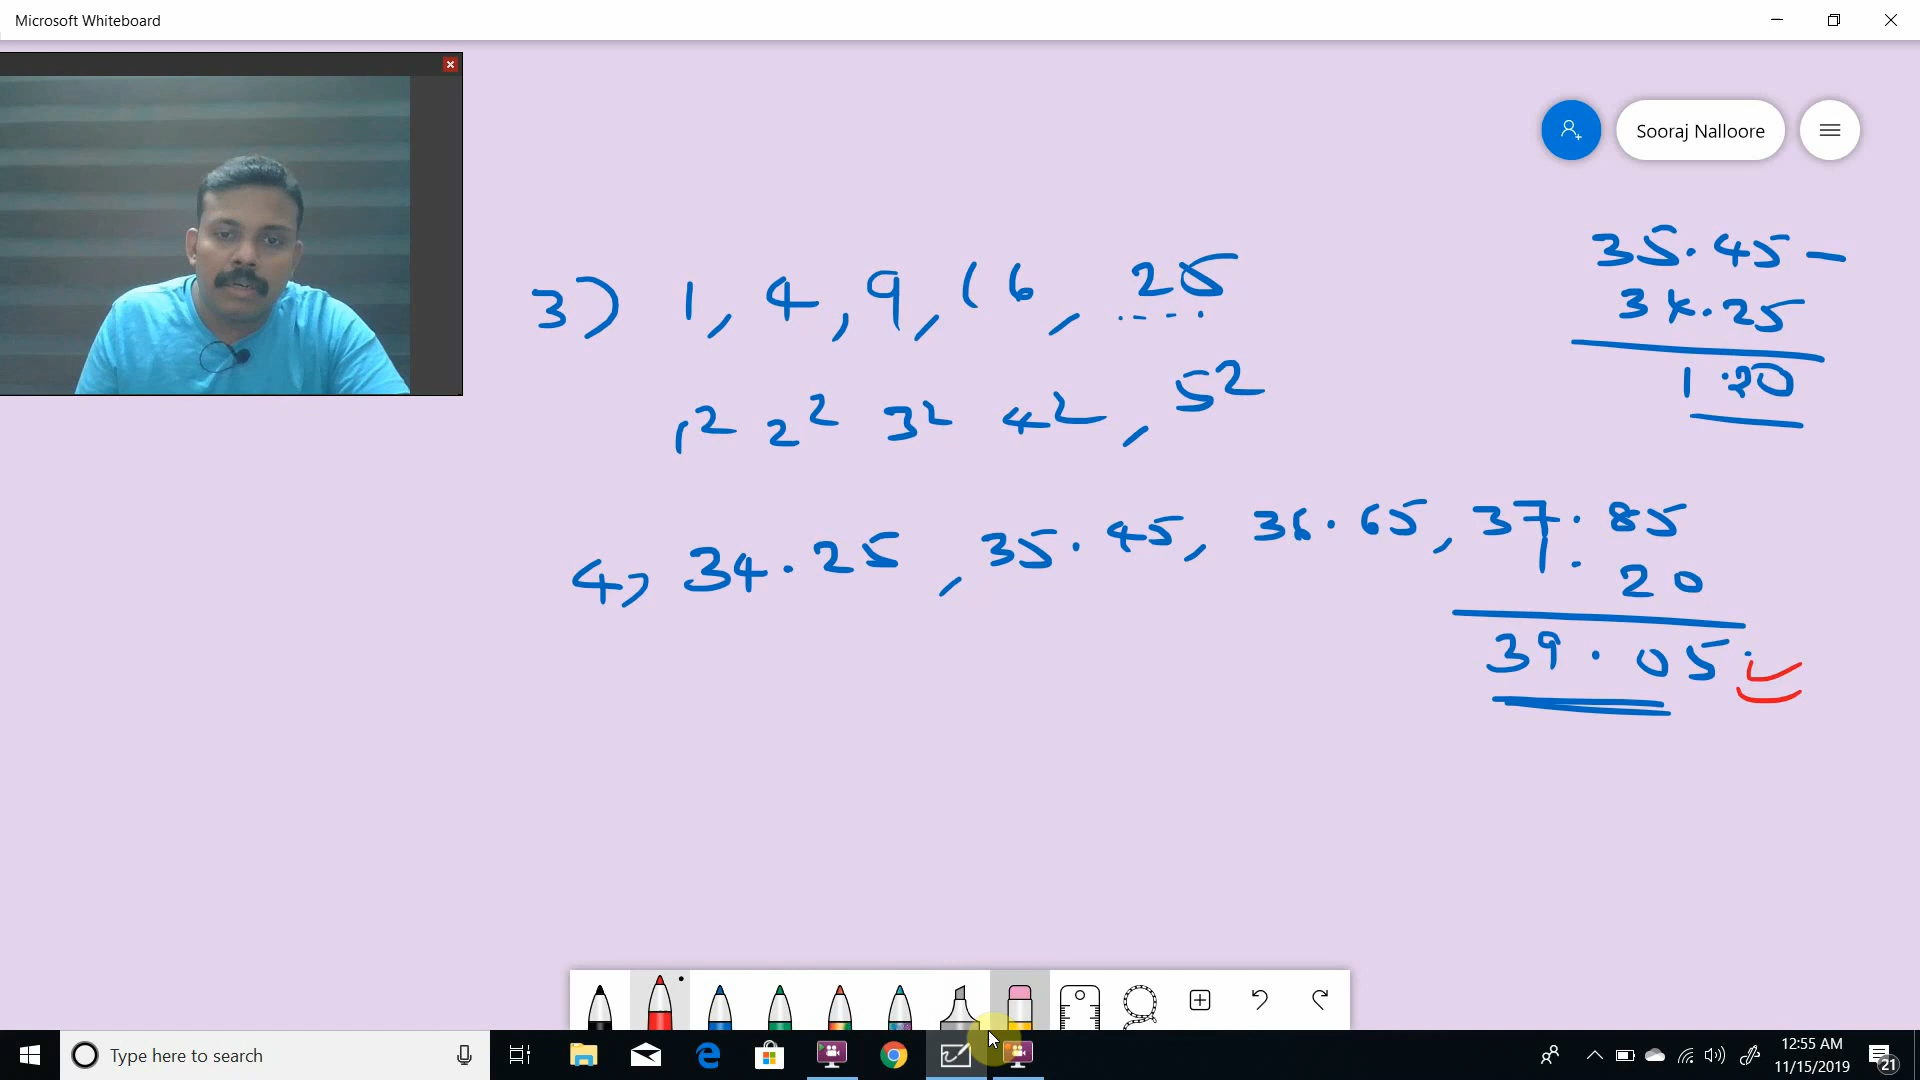 Microsoft Whiteboard
Sooraj Nalloore
35.45 -
34.25
1.20
3) 1, 4, 9, 16, 25
1² 2² 3² 4², 5²
4, 34.25, 35.45, 36.65, 37.85
1.20
39.05
Type here to search
12:55 AM
11/15/2019
21